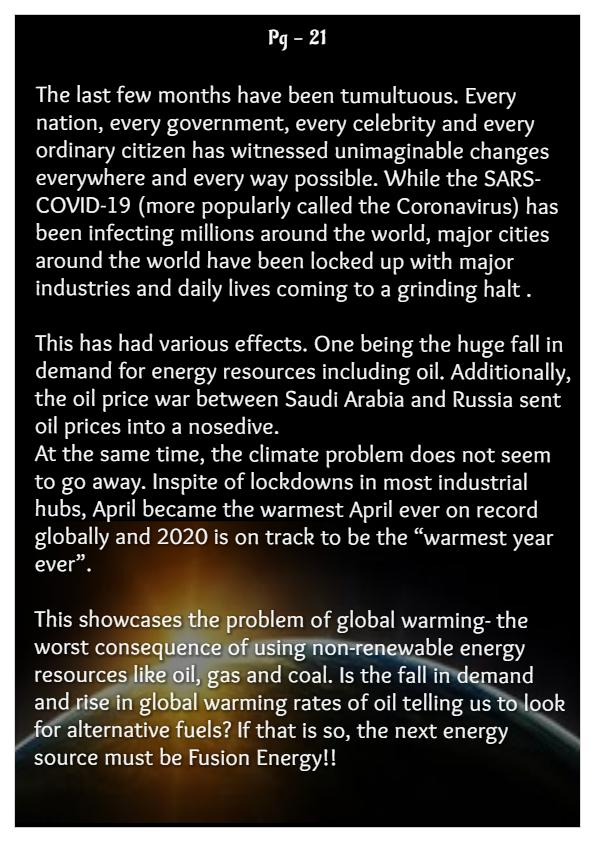 Pg – 21
The last few months have been tumultuous. Every
nation, every government, every celebrity and every
ordinary citizen has witnessed unimaginable changes
everywhere and every way possible. While the SARS-
COVID-19 (more popularly called the Coronavirus) has
been infecting millions around the world, major cities
around the world have been locked up with major
industries and daily lives coming to a grinding halt .
This has had various effects. One being the huge fall in
demand for energy resources including oil. Additionally,
the oil price war between Saudi Arabia and Russia sent
oil prices into a nosedive.
At the same time, the climate problem does not seem
to go away. Inspite of lockdowns in most industrial
hubs, April became the warmest April ever on record
globally and 2020 is on track to be the “warmest year
ever”.
This showcases the problem of global warming- the
worst consequence of using non-renewable energy
resources like oil, gas and coal. Is the fall in demand
and rise in global warming rates of oil telling us to look
for alternative fuels? If that is so, the next energy
source must be Fusion Energy!!